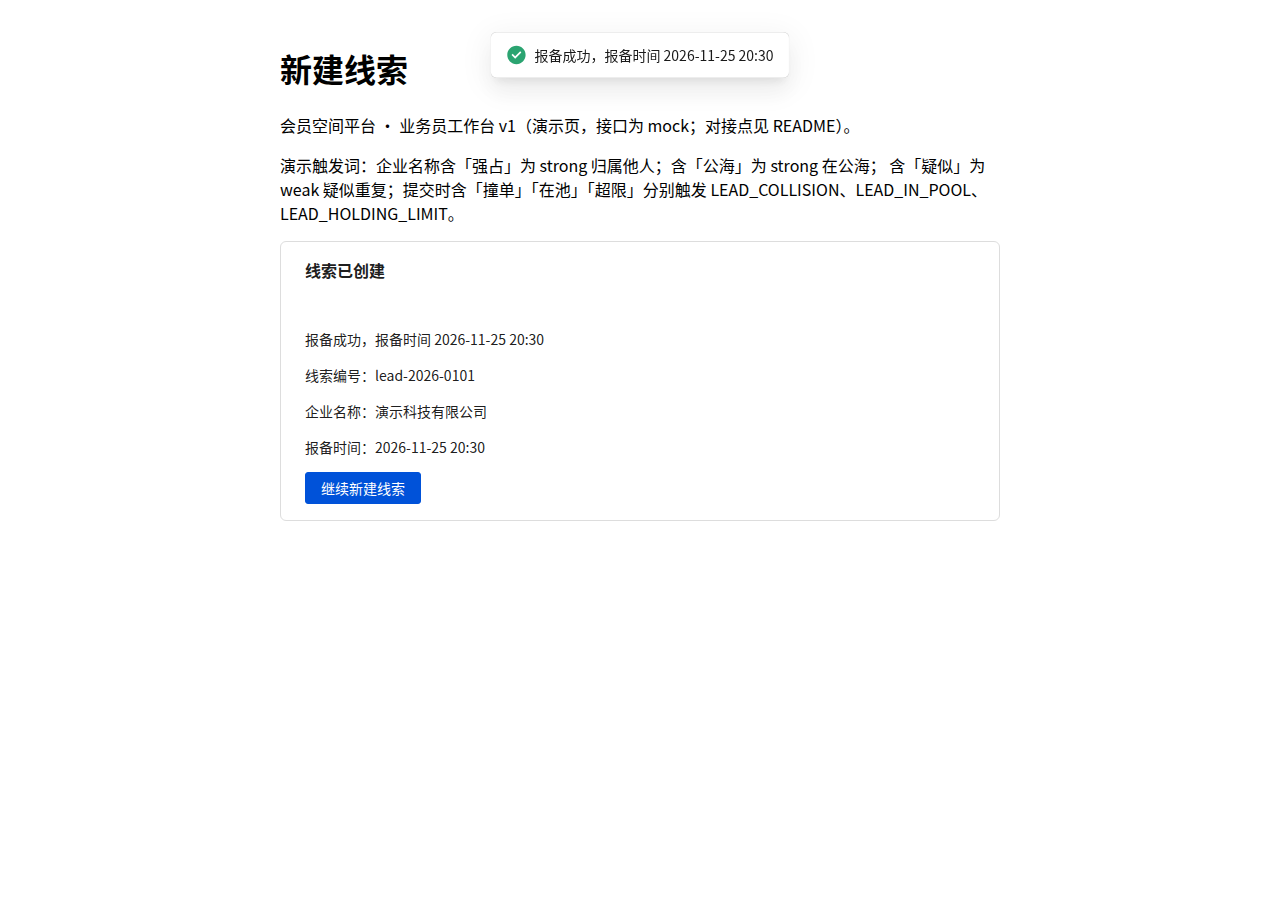 报备成功，报备时间 2026-11-25 20:30
新建线索
会员空间平台 · 业务员工作台 v1（演示页，接口为 mock；对接点见 README）。
演示触发词：企业名称含「强占」为 strong 归属他人；含「公海」为 strong 在公海； 含「疑似」为
weak 疑似重复；提交时含「撞单」「在池」「超限」分别触发 LEAD_COLLISION、LEAD_IN_POOL、
LEAD_HOLDING_LIMIT。
线索已创建
报备成功，报备时间 2026-11-25 20:30
线索编号：lead-2026-0101
企业名称：演示科技有限公司
报备时间：2026-11-25 20:30
继续新建线索